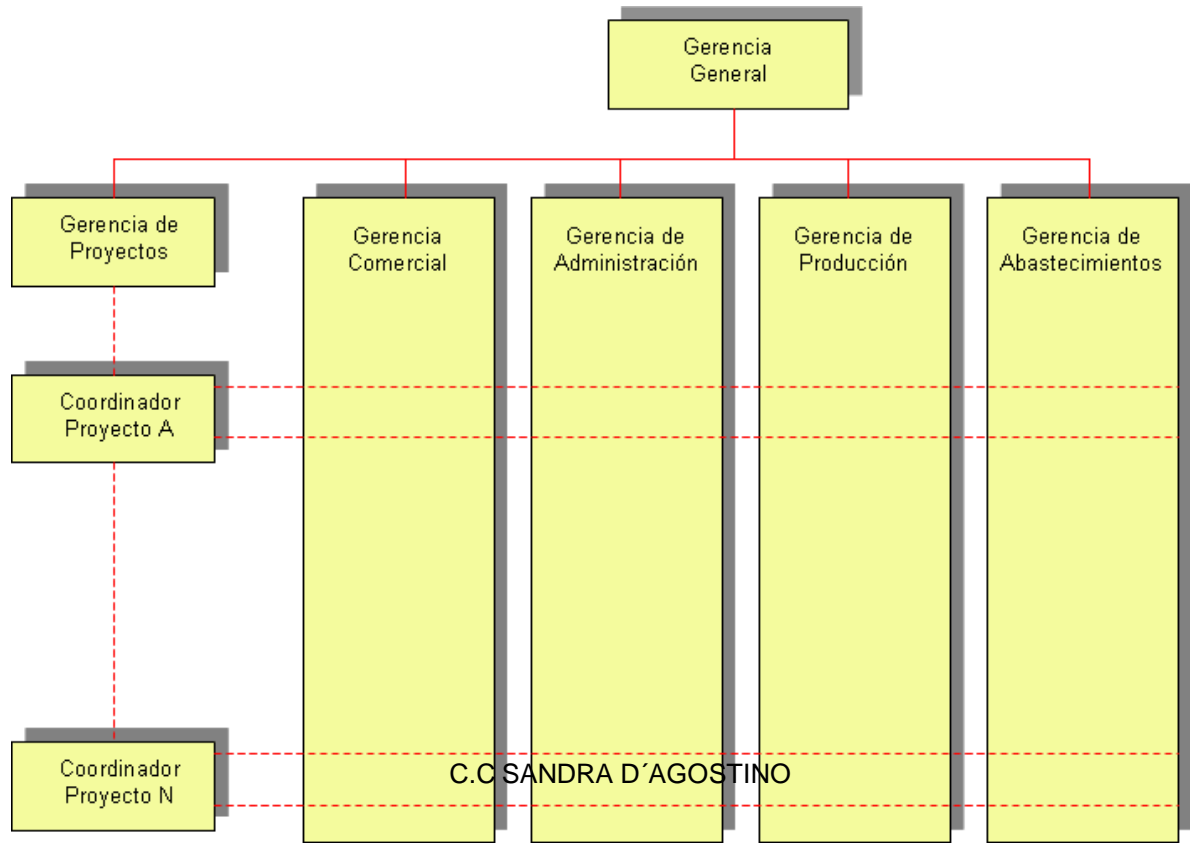 Gerencia
General
Gerencia de
Proyectos
Gerencia
Comercial
Gerencia de
Administración
Gerencia de
Producción
Gerencia de
Abastecimientos
Coordinador
Proyecto A
Coordinador
Proyecto N
C.C SANDRA D´AGOSTINO